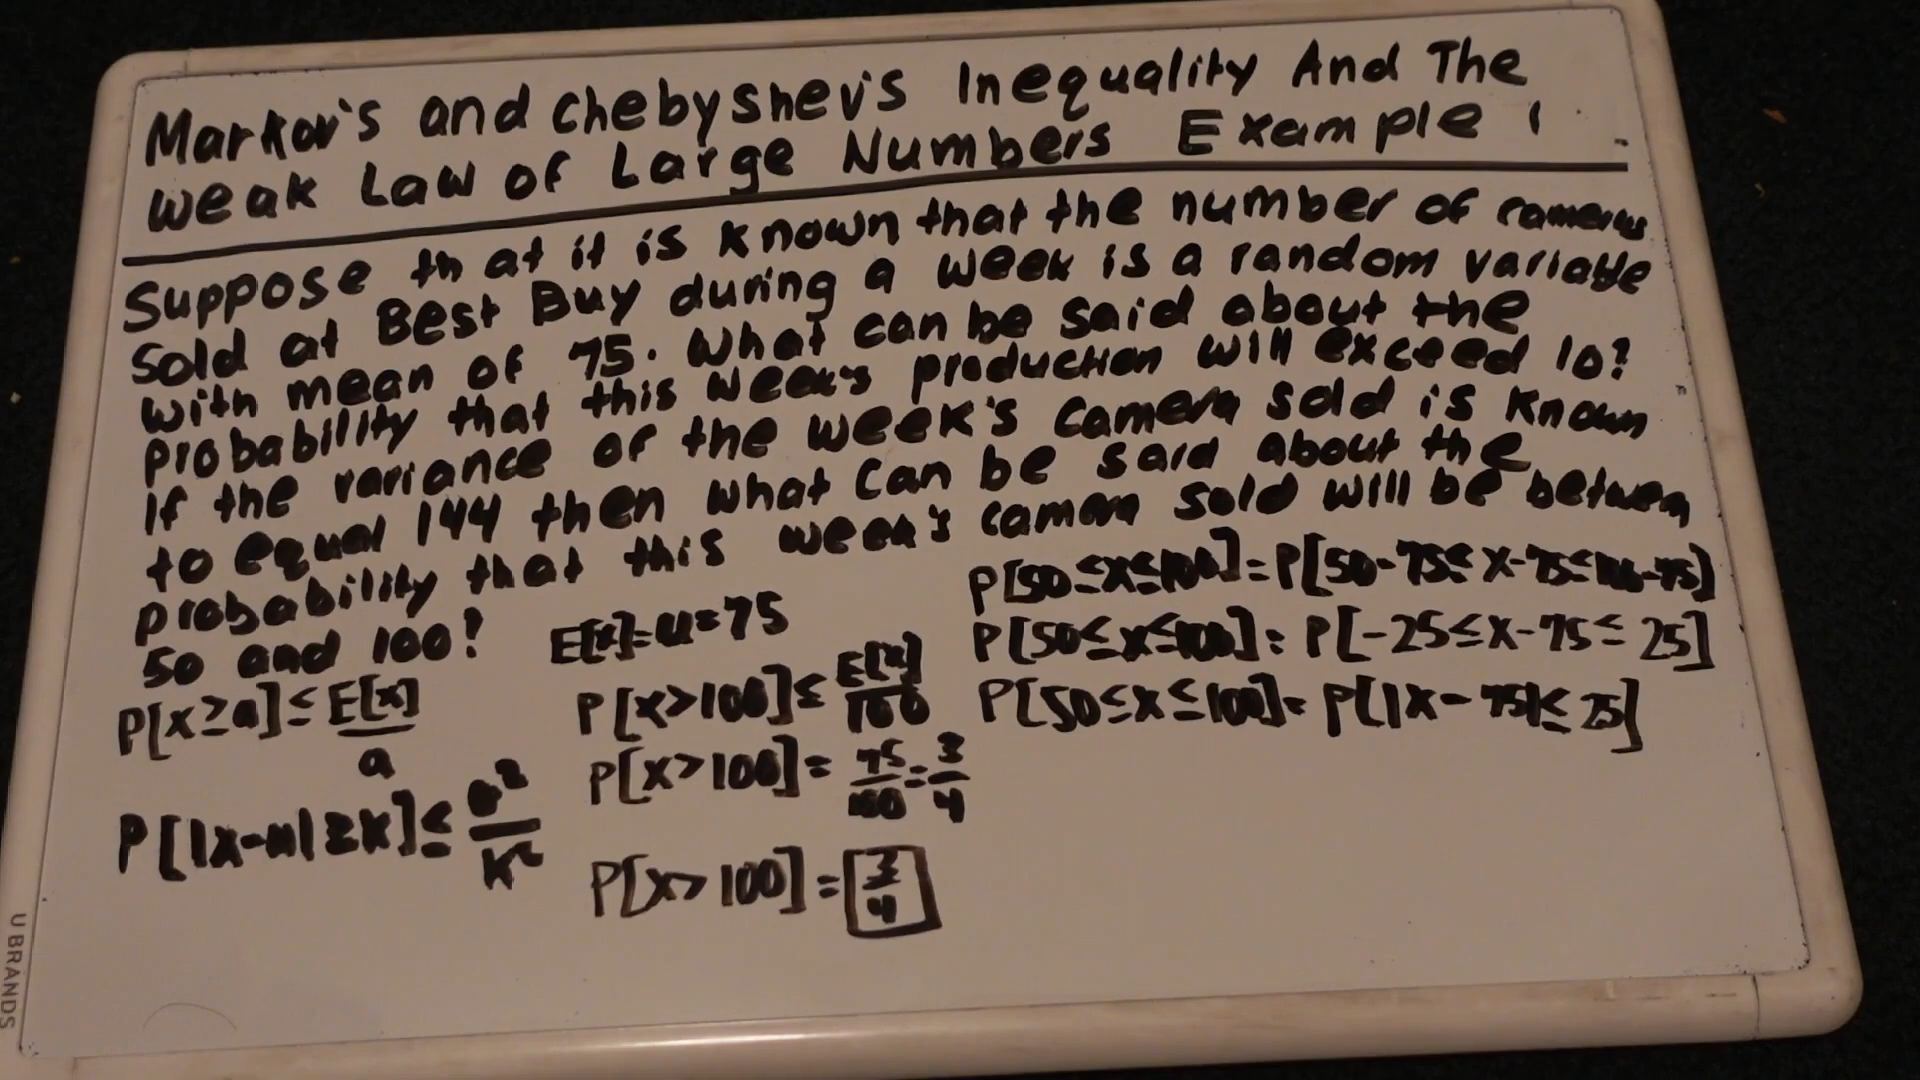 Markov's and Chebyshev's Inequality And The
Weak Law of Large Numbers Example 1
Suppose that it is known that the number of cameras
sold at Best Buy during a week is a random variable
with mean of 75. What can be said about the
probability that this week's production will exceed 10?
If the variance of the week's camera sold is known
to equal 144 then what can be said about the
probability that this week's camera sold will be between
50 and 100?
E[x]=u=75
P[x≥a]≤E[x]/a
P[|x-u|≥k]≤σ²/k²
P[x>100]≤E[x]/100
P[x>100]=75/100=3/4
P[x>100]=3/4
P[50≤x≤100]=P[50-75≤x-75≤100-75]
P[50≤x≤100]=P[-25≤x-75≤25]
P[50≤x≤100]=P[|x-75|≤25]
U BRANDS